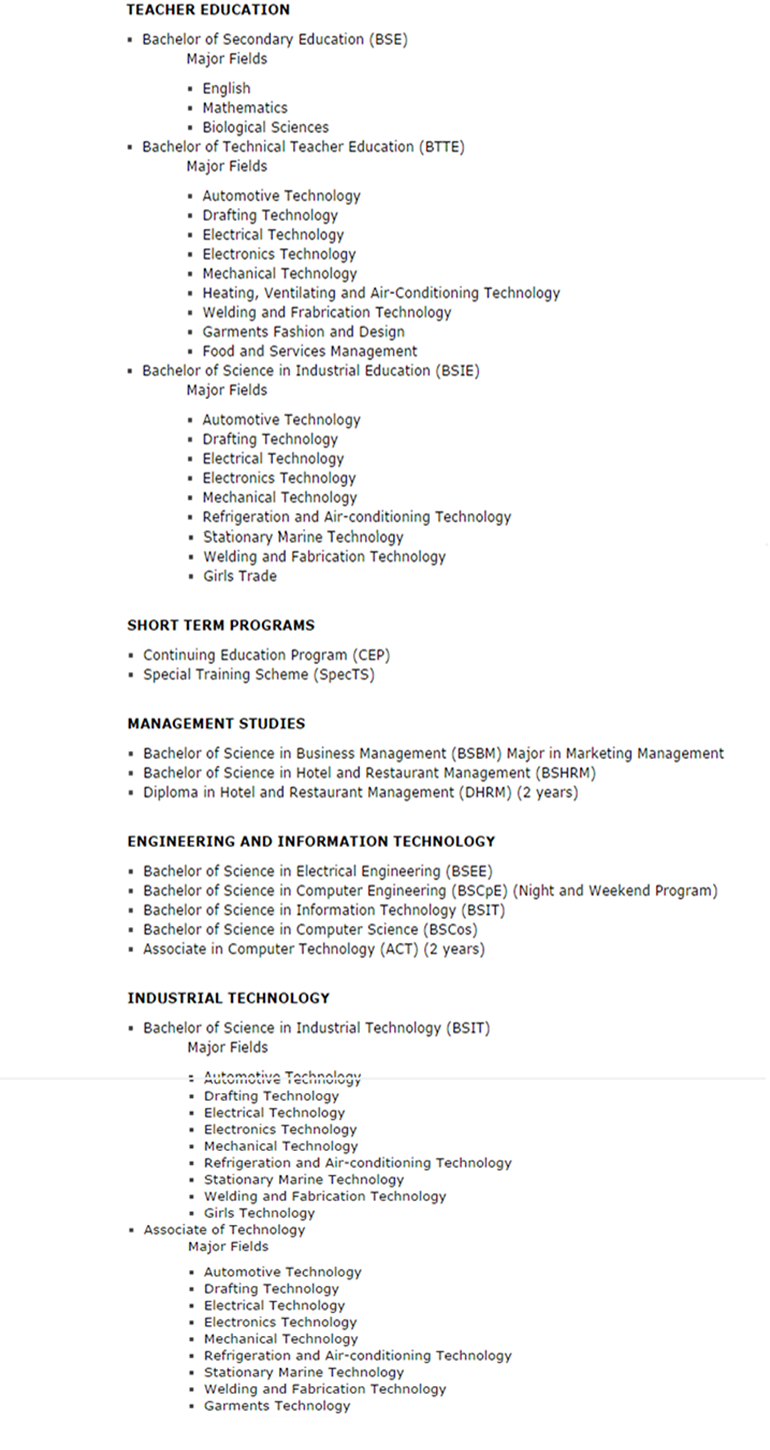 TEACHER EDUCATION
▪ Bachelor of Secondary Education (BSE)
Major Fields
▪ English
▪ Mathematics
▪ Biological Sciences
▪ Bachelor of Technical Teacher Education (BTTE)
Major Fields
▪ Automotive Technology
▪ Drafting Technology
▪ Electrical Technology
▪ Electronics Technology
▪ Mechanical Technology
▪ Heating, Ventilating and Air-Conditioning Technology
▪ Welding and Frabrication Technology
▪ Garments Fashion and Design
▪ Food and Services Management
▪ Bachelor of Science in Industrial Education (BSIE)
Major Fields
▪ Automotive Technology
▪ Drafting Technology
▪ Electrical Technology
▪ Electronics Technology
▪ Mechanical Technology
▪ Refrigeration and Air-conditioning Technology
▪ Stationary Marine Technology
▪ Welding and Fabrication Technology
▪ Girls Trade
SHORT TERM PROGRAMS
▪ Continuing Education Program (CEP)
▪ Special Training Scheme (SpecTS)
MANAGEMENT STUDIES
▪ Bachelor of Science in Business Management (BSBM) Major in Marketing Management
▪ Bachelor of Science in Hotel and Restaurant Management (BSHRM)
▪ Diploma in Hotel and Restaurant Management (DHRM) (2 years)
ENGINEERING AND INFORMATION TECHNOLOGY
▪ Bachelor of Science in Electrical Engineering (BSEE)
▪ Bachelor of Science in Computer Engineering (BSCpE) (Night and Weekend Program)
▪ Bachelor of Science in Information Technology (BSIT)
▪ Bachelor of Science in Computer Science (BSCos)
▪ Associate in Computer Technology (ACT) (2 years)
INDUSTRIAL TECHNOLOGY
▪ Bachelor of Science in Industrial Technology (BSIT)
Major Fields
▪ Automotive Technology
▪ Drafting Technology
▪ Electrical Technology
▪ Electronics Technology
▪ Mechanical Technology
▪ Refrigeration and Air-conditioning Technology
▪ Stationary Marine Technology
▪ Welding and Fabrication Technology
▪ Girls Technology
▪ Associate of Technology
Major Fields
▪ Automotive Technology
▪ Drafting Technology
▪ Electrical Technology
▪ Electronics Technology
▪ Mechanical Technology
▪ Refrigeration and Air-conditioning Technology
▪ Stationary Marine Technology
▪ Welding and Fabrication Technology
▪ Garments Technology